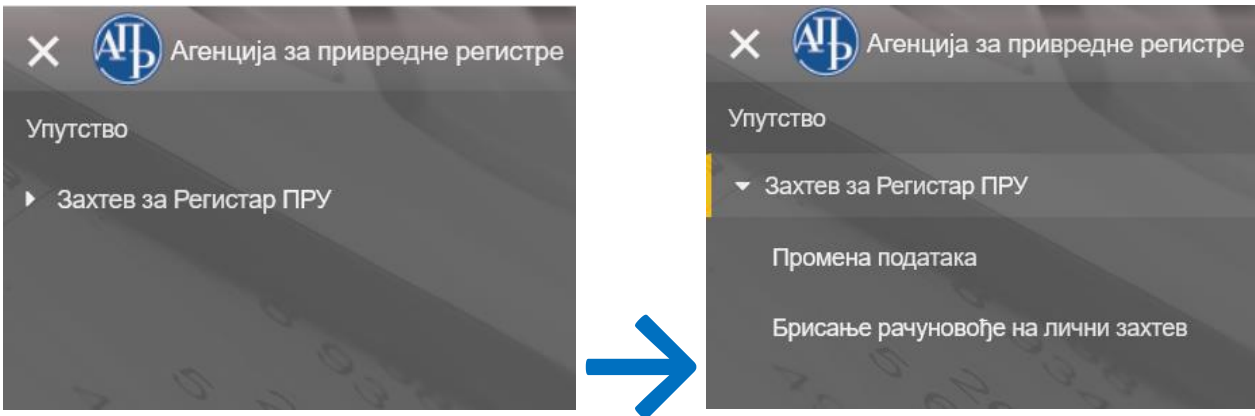 АПР Агенција за привредне регистре
Упутство
Захтев за Регистар ПРУ
АПР Агенција за привредне регистре
Упутство
Захтев за Регистар ПРУ
Промена података
Брисање рачуновође на лични захтев